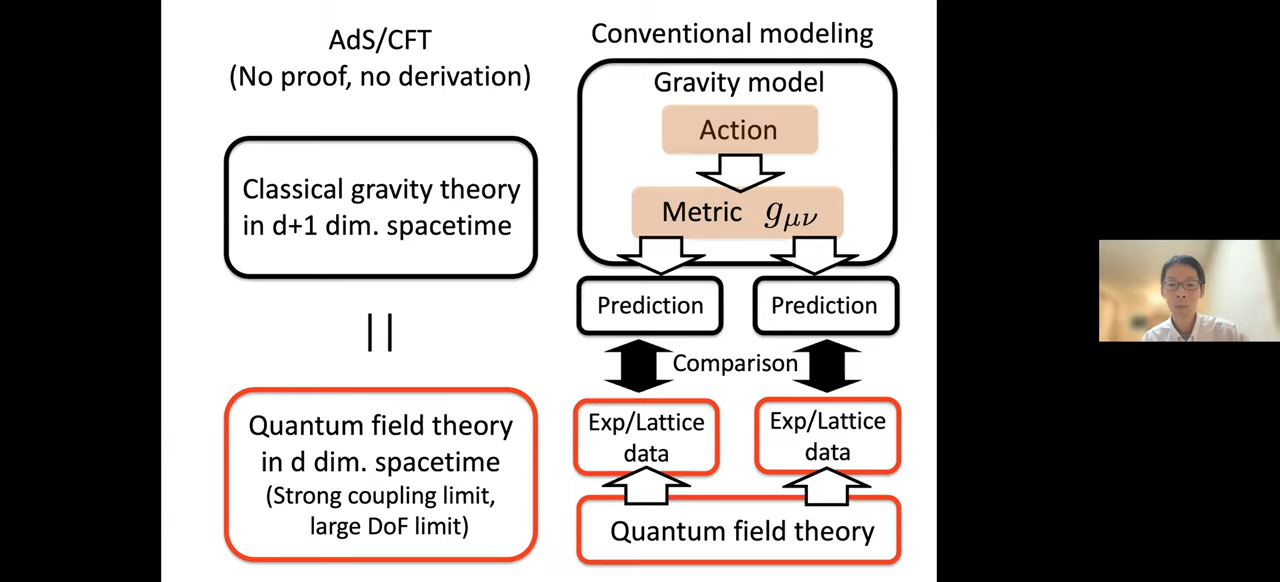 AdS/CFT
(No proof, no derivation)
Classical gravity theory
in d+1 dim. spacetime
||
Quantum field theory
in d dim. spacetime
(Strong coupling limit,
large DoF limit)
Conventional modeling
Gravity model
Action
Metric g_{μν}
Prediction
Prediction
Comparison
Exp/Lattice
data
Exp/Lattice
data
Quantum field theory